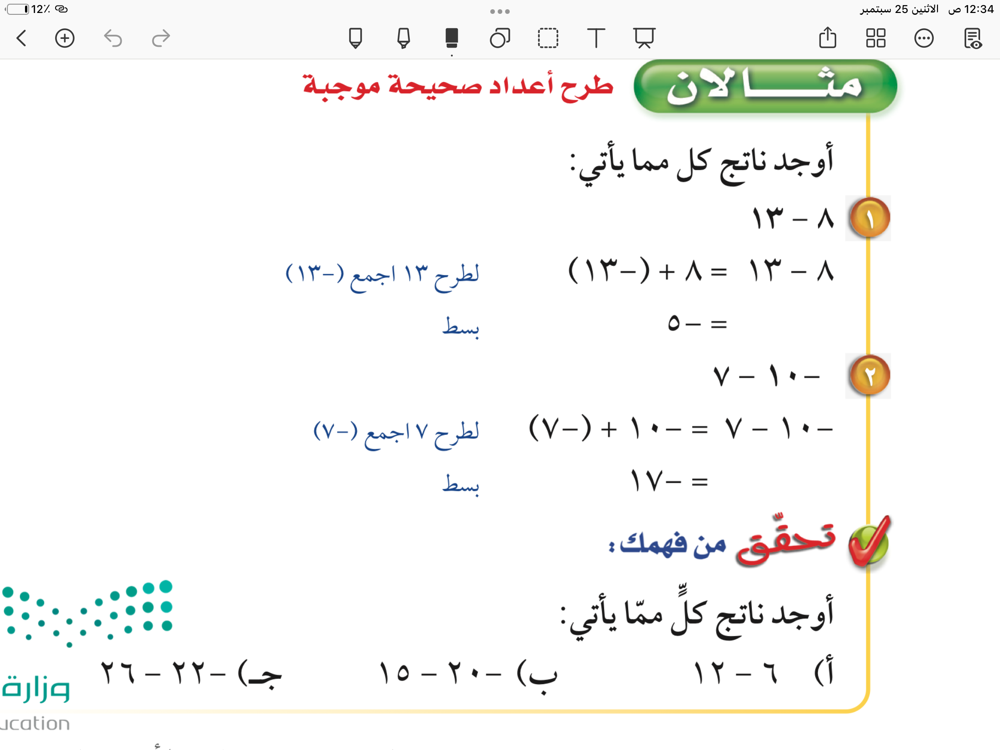 12:34 ص الاثنين 25 سبتمبر 12٪
مثـــالان طرح أعداد صحيحة موجبة
أوجد ناتج كل مما يأتي:
١ ٨ – ١٣
٨ – ١٣ = ٨ + (–١٣) لطرح ١٣ اجمع (–١٣)
= –٥ بسط
٢ –١٠ – ٧
–١٠ – ٧ = –١٠ + (–٧) لطرح ٧ اجمع (–٧)
= –١٧ بسط
تحقّق من فهمك:
أوجد ناتج كلٍّ ممّا يأتي:
أ) ٦ – ١٢ ب) –٢٠ – ١٥ جـ) –٢٢ – ٢٦
وزارة
ucation